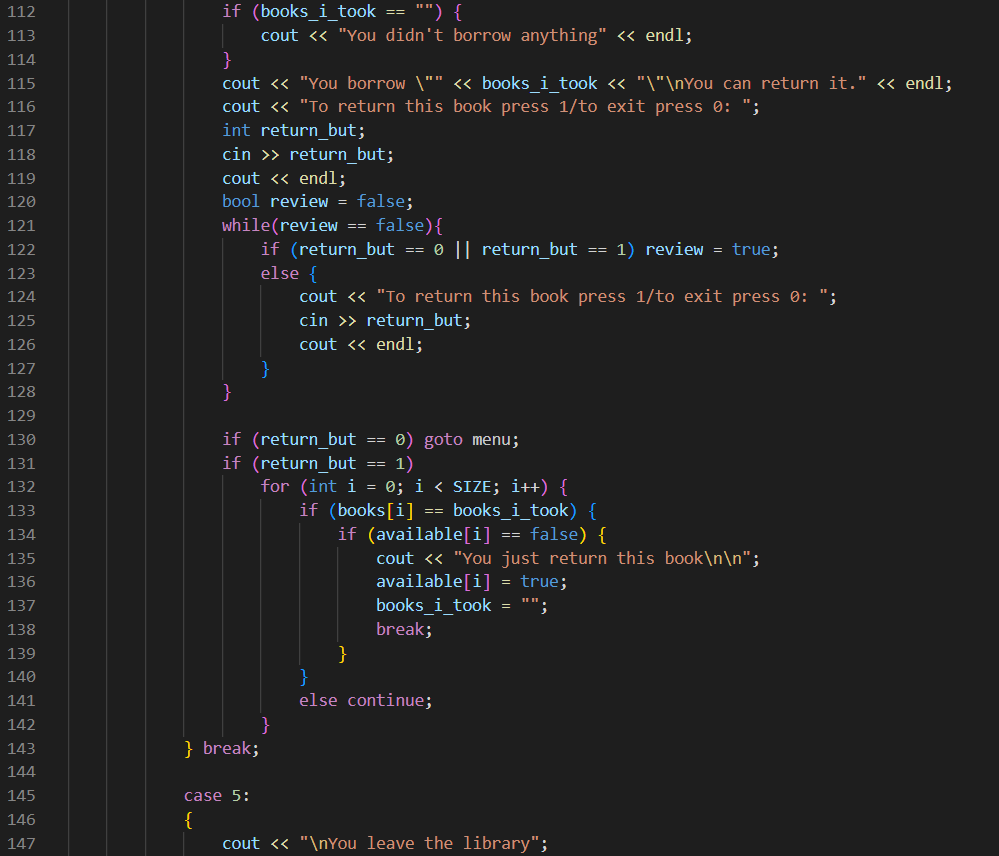 112 if (books_i_took == "") {
113 cout << "You didn't borrow anything" << endl;
114 }
115 cout << "You borrow \"" << books_i_took << "\"\nYou can return it." << endl;
116 cout << "To return this book press 1/to exit press 0: ";
117 int return_but;
118 cin >> return_but;
119 cout << endl;
120 bool review = false;
121 while(review == false){
122 if (return_but == 0 || return_but == 1) review = true;
123 else {
124 cout << "To return this book press 1/to exit press 0: ";
125 cin >> return_but;
126 cout << endl;
127 }
128 }
129
130 if (return_but == 0) goto menu;
131 if (return_but == 1)
132 for (int i = 0; i < SIZE; i++) {
133 if (books[i] == books_i_took) {
134 if (available[i] == false) {
135 cout << "You just return this book\n\n";
136 available[i] = true;
137 books_i_took = "";
138 break;
139 }
140 }
141 else continue;
142 }
143 } break;
144
145 case 5:
146 {
147 cout << "\nYou leave the library";